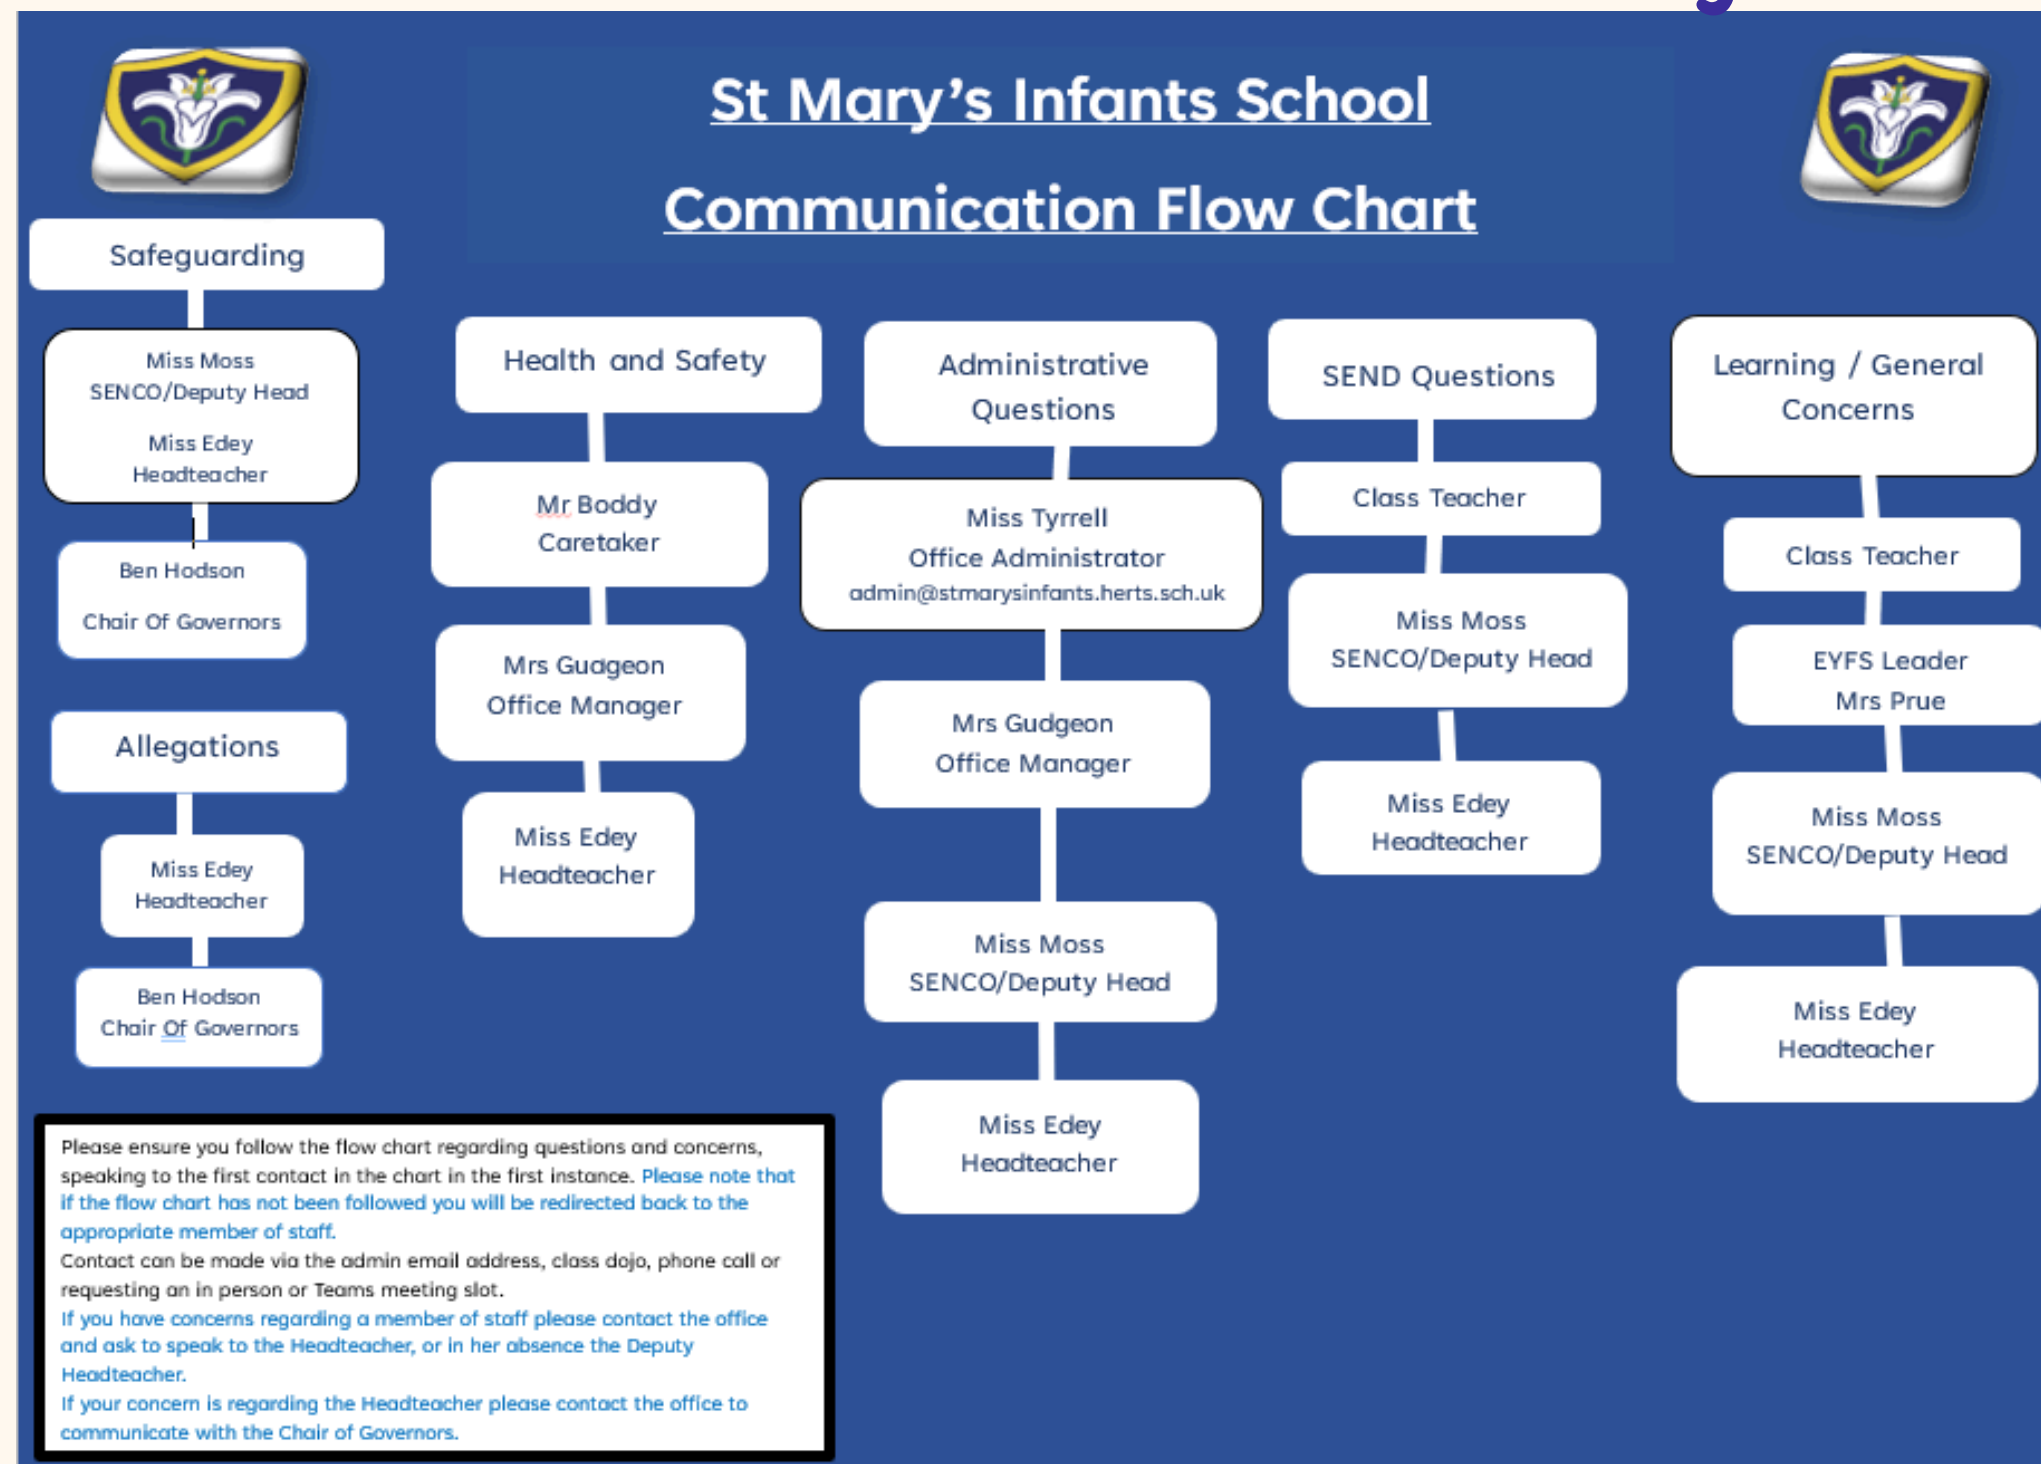 St Mary's Infants School
Communication Flow Chart
Safeguarding
Miss Moss
SENCO/Deputy Head
Miss Edey
Headteacher
Ben Hodson
Chair Of Governors
Allegations
Miss Edey
Headteacher
Ben Hodson
Chair Of Governors
Health and Safety
Mr Boddy
Caretaker
Mrs Gudgeon
Office Manager
Miss Edey
Headteacher
Administrative
Questions
Miss Tyrrell
Office Administrator
admin@stmarysinfants.herts.sch.uk
Mrs Gudgeon
Office Manager
Miss Moss
SENCO/Deputy Head
Miss Edey
Headteacher
SEND Questions
Class Teacher
Miss Moss
SENCO/Deputy Head
Miss Edey
Headteacher
Learning / General
Concerns
Class Teacher
EYFS Leader
Mrs Prue
Miss Moss
SENCO/Deputy Head
Miss Edey
Headteacher
Please ensure you follow the flow chart regarding questions and concerns,
speaking to the first contact in the chart in the first instance. Please note that
if the flow chart has not been followed you will be redirected back to the
appropriate member of staff.
Contact can be made via the admin email address, class dojo, phone call or
requesting an in person or Teams meeting slot.
If you have concerns regarding a member of staff please contact the office
and ask to speak to the Headteacher, or in her absence the Deputy
Headteacher.
If your concern is regarding the Headteacher please contact the office to
communicate with the Chair of Governors.